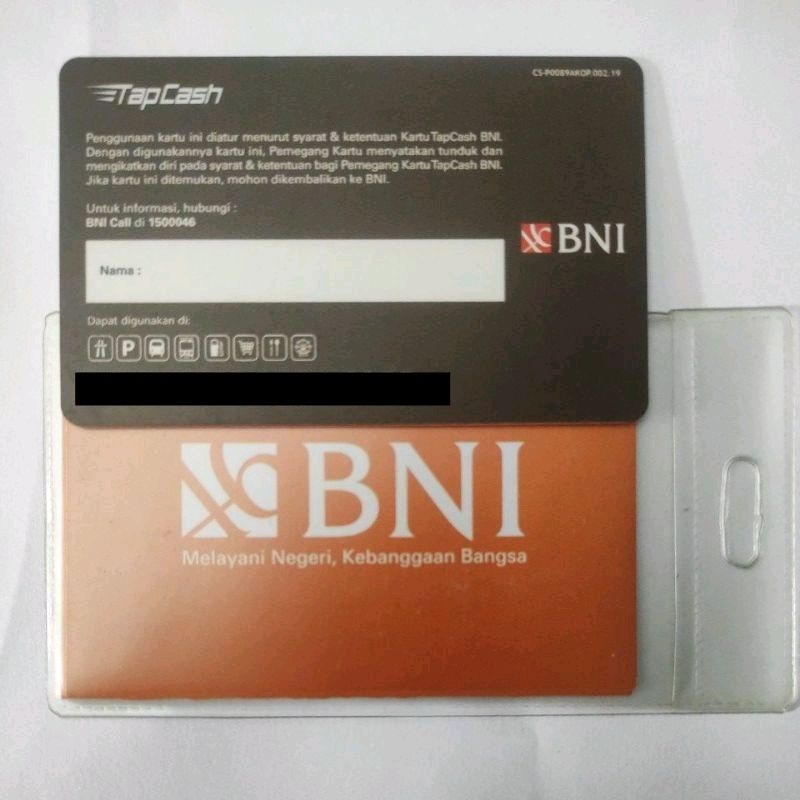 TapCash
CS-P0089AKOP.002.19
Penggunaan kartu ini diatur menurut syarat & ketentuan Kartu TapCash BNI.
Dengan digunakannya kartu ini, Pemegang Kartu menyatakan tunduk dan
mengikatkan diri pada syarat & ketentuan bagi Pemegang Kartu TapCash BNI.
Jika kartu ini ditemukan, mohon dikembalikan ke BNI.
Untuk informasi, hubungi :
BNI Call di 1500046
BNI
Nama :
Dapat digunakan di:
P
BNI
Melayani Negeri, Kebanggaan Bangsa